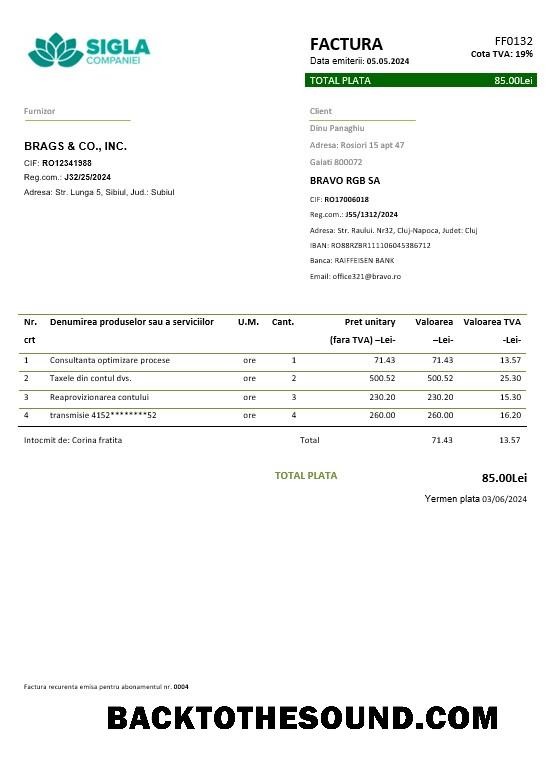 SIGLA
COMPANIEI
FACTURA
FF0132
Cota TVA: 19%
Data emiterii: 05.05.2024
TOTAL PLATA 85.00Lei
Furnizor
BRAGS & CO., INC.
CIF: RO12341988
Reg.com.: J32/25/2024
Adresa: Str. Lunga 5, Sibiul, Jud.: Subiul
Client
Dinu Panaghiu
Adresa: Rosiori 15 apt 47
Galati 800072
BRAVO RGB SA
CIF: RO17006018
Reg.com.: J55/1312/2024
Adresa: Str. Raului. Nr32, Cluj-Napoca, Judet: Cluj
IBAN: RO88RZBR111106045386712
Banca: RAIFFEISEN BANK
Email: office321@bravo.ro
Nr. Denumirea produselor sau a serviciilor U.M. Cant. Pret unitary Valoarea Valoarea TVA
crt (fara TVA) –Lei- –Lei- -Lei-
1 Consultanta optimizare procese ore 1 71.43 71.43 13.57
2 Taxele din contul dvs. ore 2 500.52 500.52 25.30
3 Reaprovizionarea contului ore 3 230.20 230.20 15.30
4 transmisie 4152********52 ore 4 260.00 260.00 16.20
Intocmit de: Corina fratita Total 71.43 13.57
TOTAL PLATA 85.00Lei
Yermen plata 03/06/2024
Factura recurenta emisa pentru abonamentul nr. 0004
BACKTOTHESOUND.COM